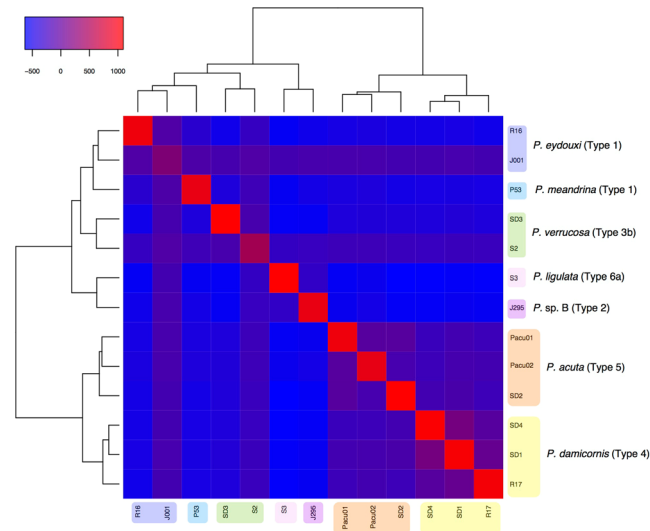 −500 0 500 1000
R16
P. eydouxi (Type 1)
J001
P53 P. meandrina (Type 1)
SD3
P. verrucosa (Type 3b)
S2
S3 P. ligulata (Type 6a)
J295 P. sp. B (Type 2)
Pacu01
Pacu02 P. acuta (Type 5)
SD2
SD4
SD1 P. damicornis (Type 4)
R17
R16 J001 P53 SD3 S2 S3 J295 Pacu01 Pacu02 SD2 SD4 SD1 R17